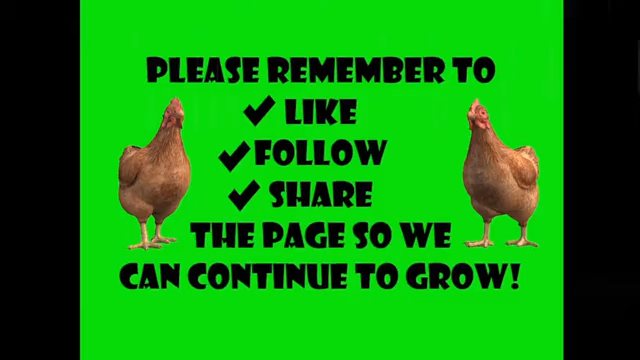 PLEASE REMEMBER TO
✓ LIKE
✓ FOLLOW
✓ SHARE
THE PAGE SO WE
CAN CONTINUE TO GROW!